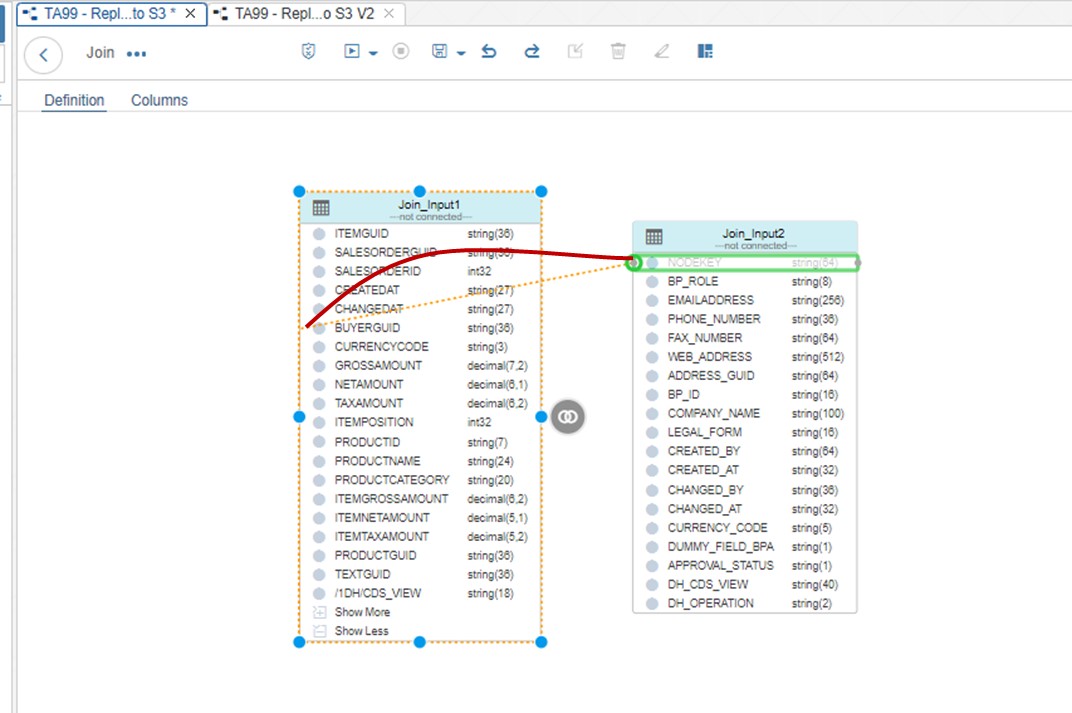 TA99 - Repl...to S3 *
TA99 - Repl...o S3 V2
Join
Definition
Columns
Join_Input1
---not connected---
ITEMGUID string(36)
SALESORDERGUID string(36)
SALESORDERID int32
CREATEDAT string(27)
CHANGEDAT string(27)
BUYERGUID string(36)
CURRENCYCODE string(3)
GROSSAMOUNT decimal(7,2)
NETAMOUNT decimal(6,1)
TAXAMOUNT decimal(6,2)
ITEMPOSITION int32
PRODUCTID string(7)
PRODUCTNAME string(24)
PRODUCTCATEGORY string(20)
ITEMGROSSAMOUNT decimal(6,2)
ITEMNETAMOUNT decimal(5,1)
ITEMTAXAMOUNT decimal(5,2)
PRODUCTGUID string(36)
TEXTGUID string(36)
/1DH/CDS_VIEW string(18)
Show More
Show Less
Join_Input2
---not connected---
NODEKEY string(64)
BP_ROLE string(8)
EMAILADDRESS string(256)
PHONE_NUMBER string(36)
FAX_NUMBER string(64)
WEB_ADDRESS string(512)
ADDRESS_GUID string(64)
BP_ID string(16)
COMPANY_NAME string(100)
LEGAL_FORM string(16)
CREATED_BY string(64)
CREATED_AT string(32)
CHANGED_BY string(36)
CHANGED_AT string(32)
CURRENCY_CODE string(5)
DUMMY_FIELD_BPA string(1)
APPROVAL_STATUS string(1)
DH_CDS_VIEW string(40)
DH_OPERATION string(2)